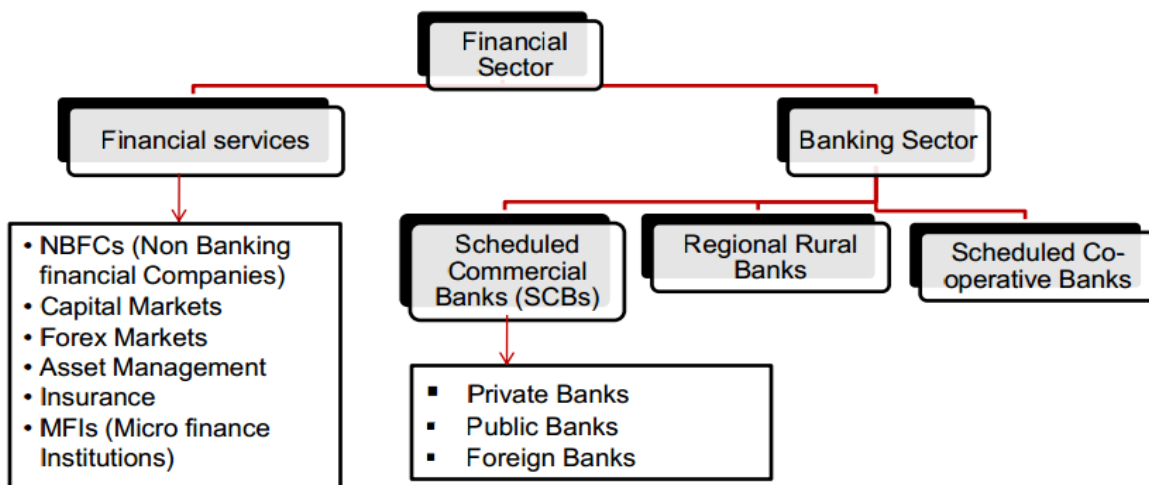 Financial
Sector
Financial services
Banking Sector
• NBFCs (Non Banking
financial Companies)
• Capital Markets
• Forex Markets
• Asset Management
• Insurance
• MFIs (Micro finance
Institutions)
Scheduled
Commercial
Banks (SCBs)
Regional Rural
Banks
Scheduled Co-
operative Banks
▪ Private Banks
▪ Public Banks
▪ Foreign Banks